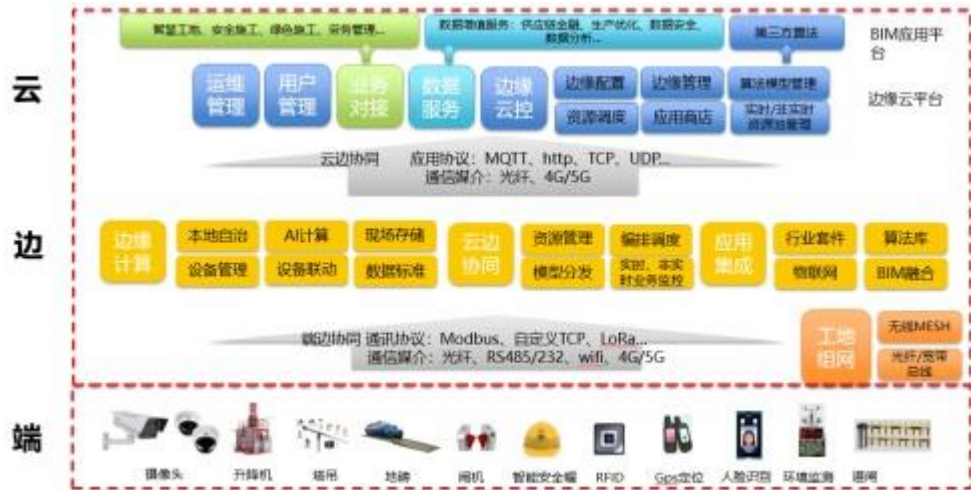 智慧工地、安全施工、绿色施工、劳务管理...
数据增值服务：供应链金融、生产优化、数据安全、
数据分析...
第三方算法
BIM应用平
台
云
运维
管理
用户
管理
业务
对接
数据
服务
边缘
云控
边缘配置
边缘管理
算法模型管理
资源调度
应用商店
实时/非实时
资源池管理
边缘云平台
云边协同 应用协议：MQTT、http、TCP、UDP...
通信媒介：光纤、4G/5G
边
边缘
计算
本地自治
AI计算
现场存储
设备管理
设备联动
数据标准
云边
协同
资源管理
编排调度
模型分发
实时、非实
时业务监控
应用
集成
行业套件
算法库
物联网
BIM融合
端边协同 通讯协议：Modbus、自定义TCP、LoRa...
通信媒介：光纤、RS485/232、wifi、4G/5G
工地
组网
无线MESH
光纤/宽带
总线
端
摄像头
升降机
塔吊
地磅
闸机
智能安全帽
RFID
Gps定位
人脸识别
环境监测
道闸